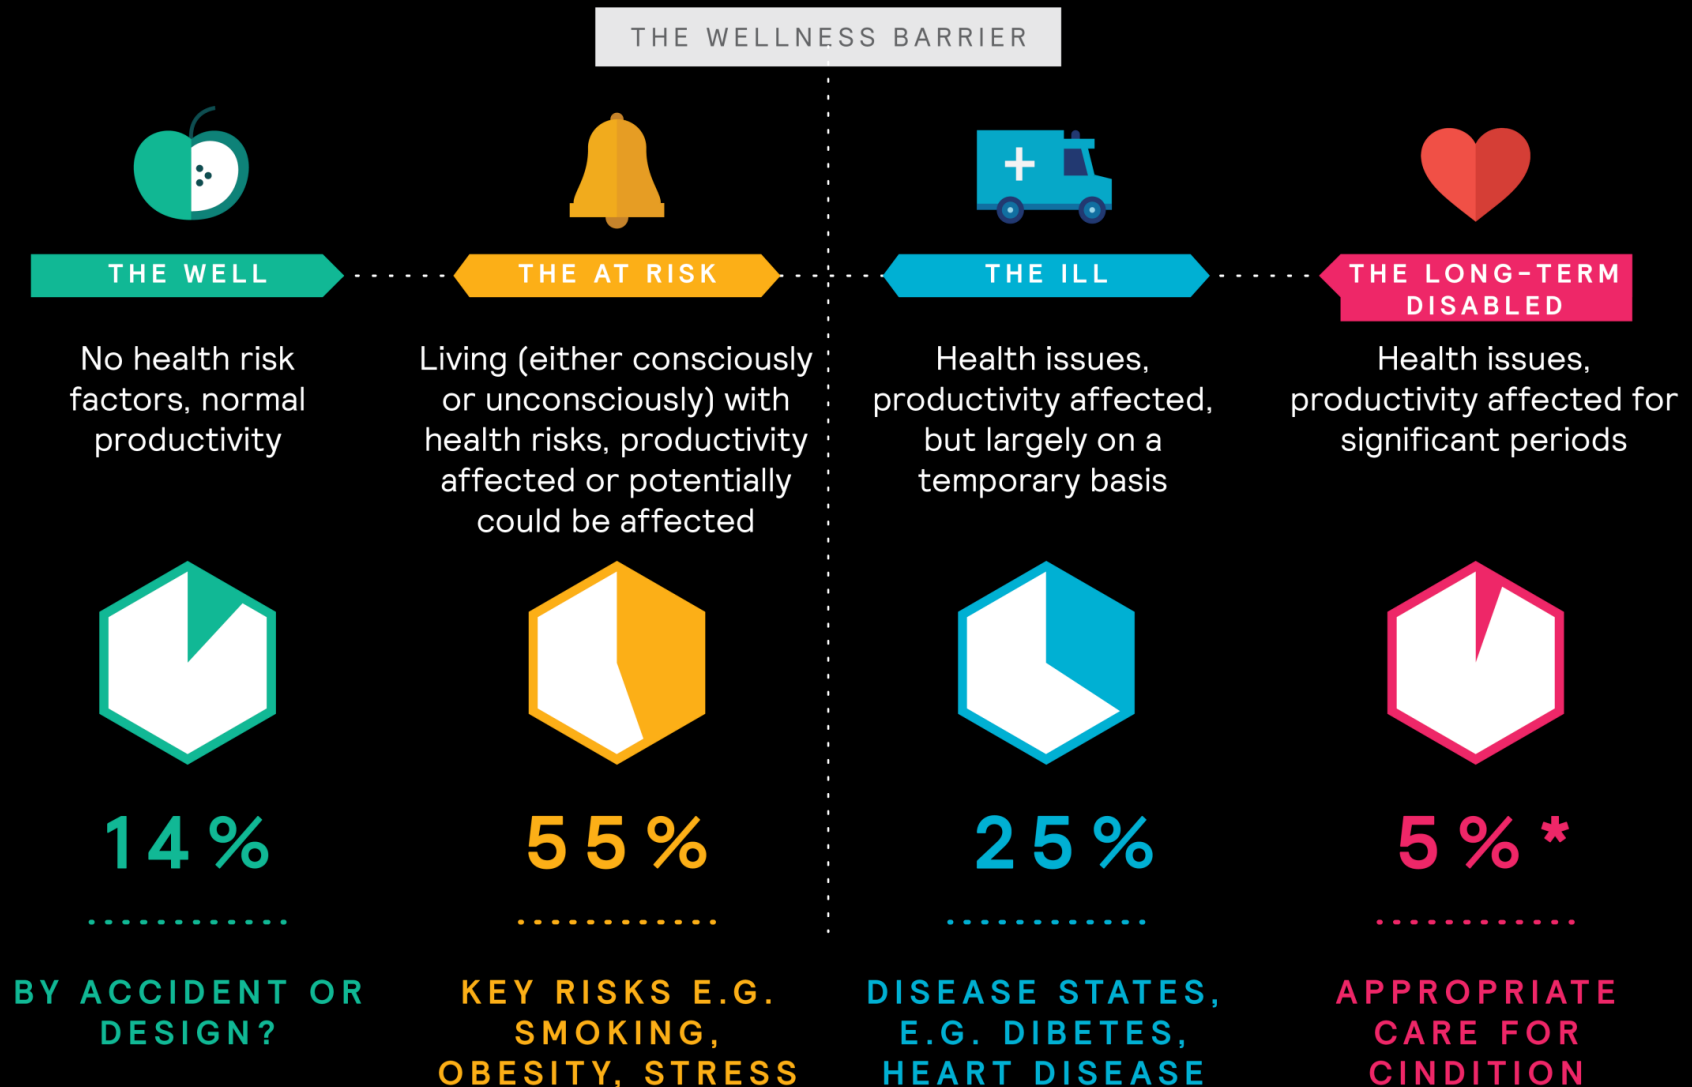 THE WELLNESS BARRIER
THE WELL
THE AT RISK
THE ILL
THE LONG-TERM
DISABLED
No health risk
factors, normal
productivity
Living (either consciously
or unconsciously) with
health risks, productivity
affected or potentially
could be affected
Health issues,
productivity affected,
but largely on a
temporary basis
Health issues,
productivity affected for
significant periods
14%
55%
25%
5%*
BY ACCIDENT OR
DESIGN?
KEY RISKS E.G.
SMOKING,
OBESITY, STRESS
DISEASE STATES,
E.G. DIBETES,
HEART DISEASE
APPROPRIATE
CARE FOR
CINDITION